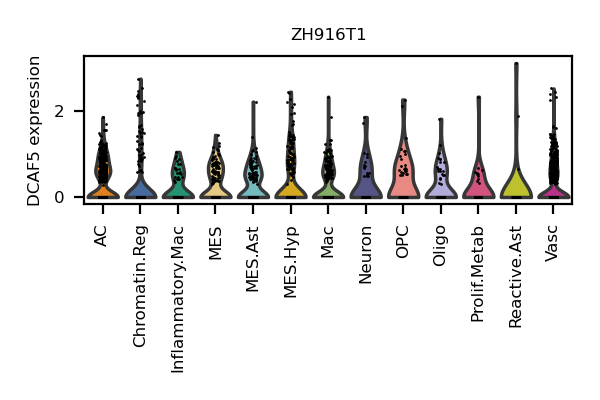 ZH916T1
DCAF5 expression
2
0
AC
Chromatin.Reg
Inflammatory.Mac
MES
MES.Ast
MES.Hyp
Mac
Neuron
OPC
Oligo
Prolif.Metab
Reactive.Ast
Vasc